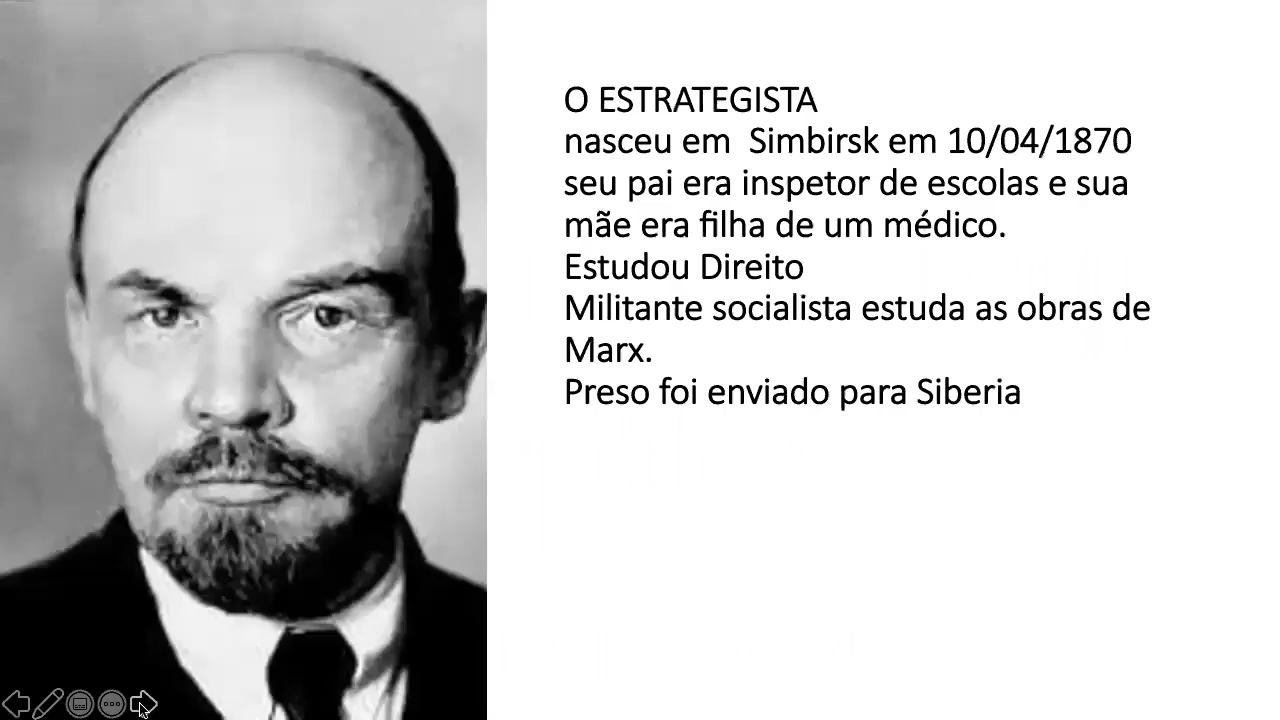 O ESTRATEGISTA
nasceu em  Simbirsk em 10/04/1870
seu pai era inspetor de escolas e sua
mãe era filha de um médico.
Estudou Direito
Militante socialista estuda as obras de
Marx.
Preso foi enviado para Siberia